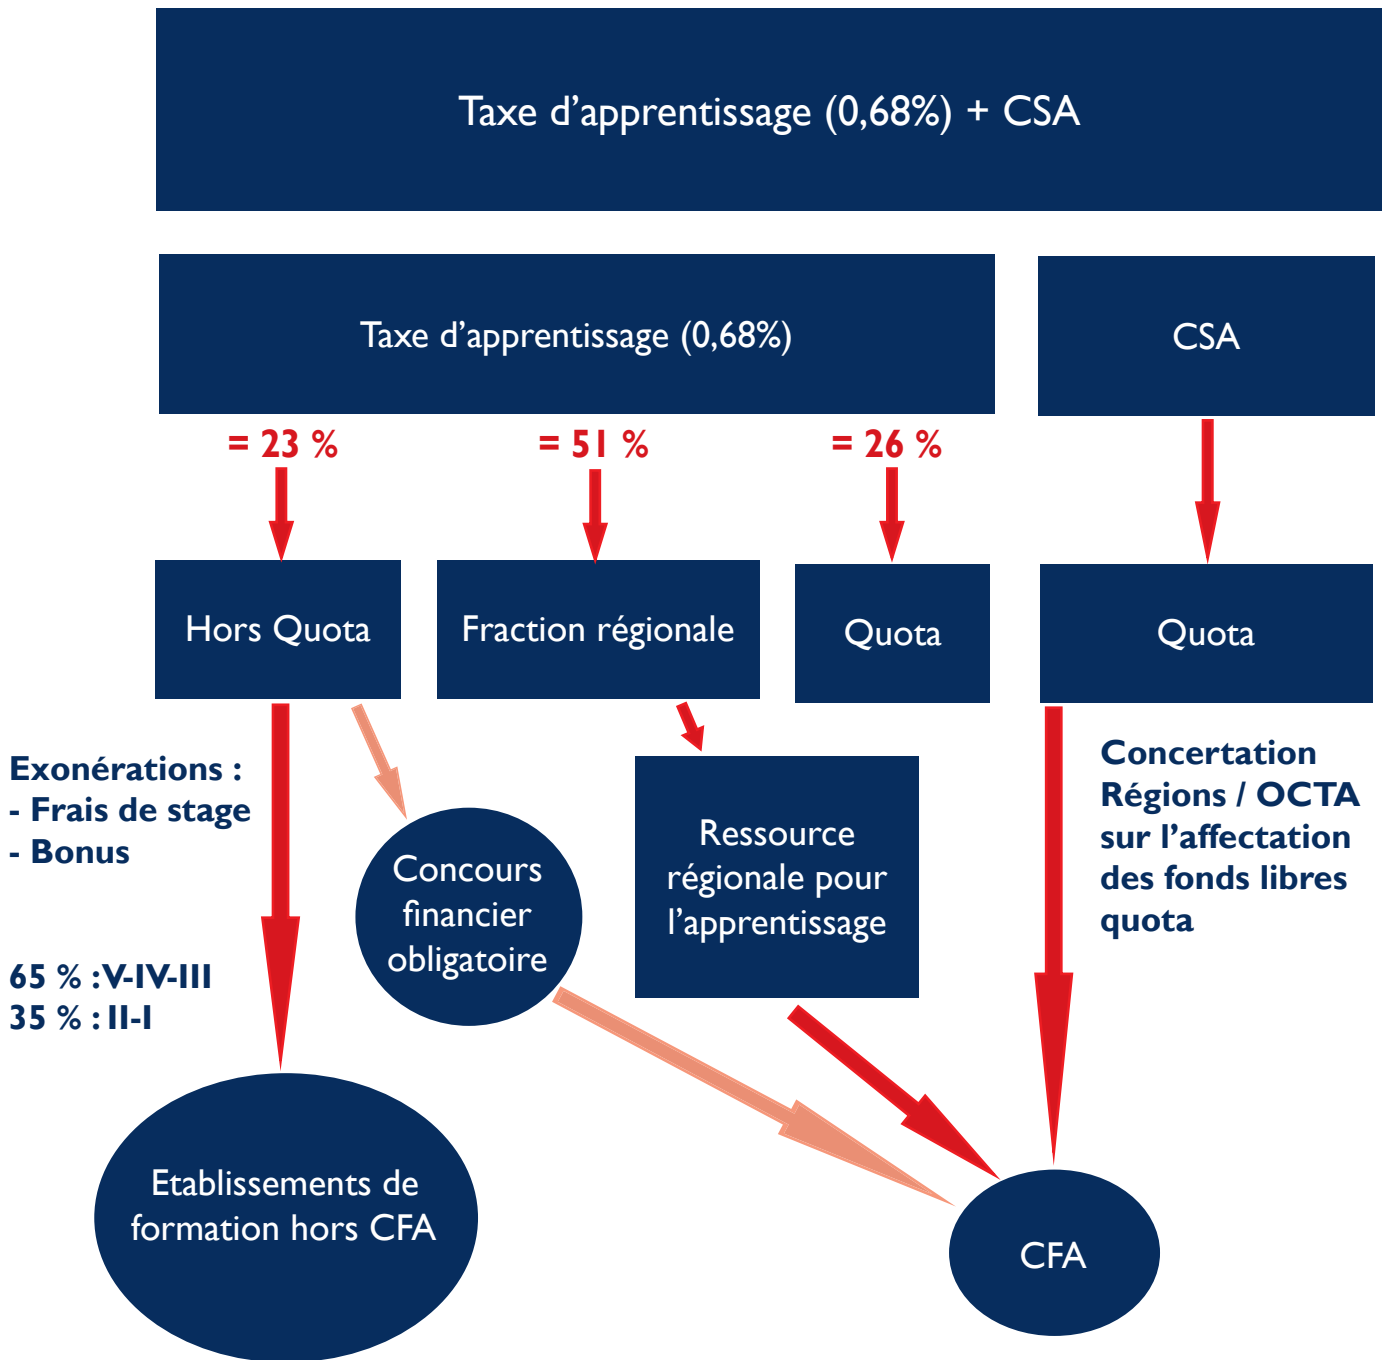 Taxe d’apprentissage (0,68%) + CSA
Taxe d’apprentissage (0,68%)
CSA
= 23 %
= 51 %
= 26 %
Hors Quota
Fraction régionale
Quota
Quota
Exonérations :
- Frais de stage
- Bonus
65 % : V-IV-III
35 % : II-I
Concours
financier
obligatoire
Ressource
régionale pour
l’apprentissage
Concertation
Régions / OCTA
sur l’affectation
des fonds libres
quota
Etablissements de
formation hors CFA
CFA